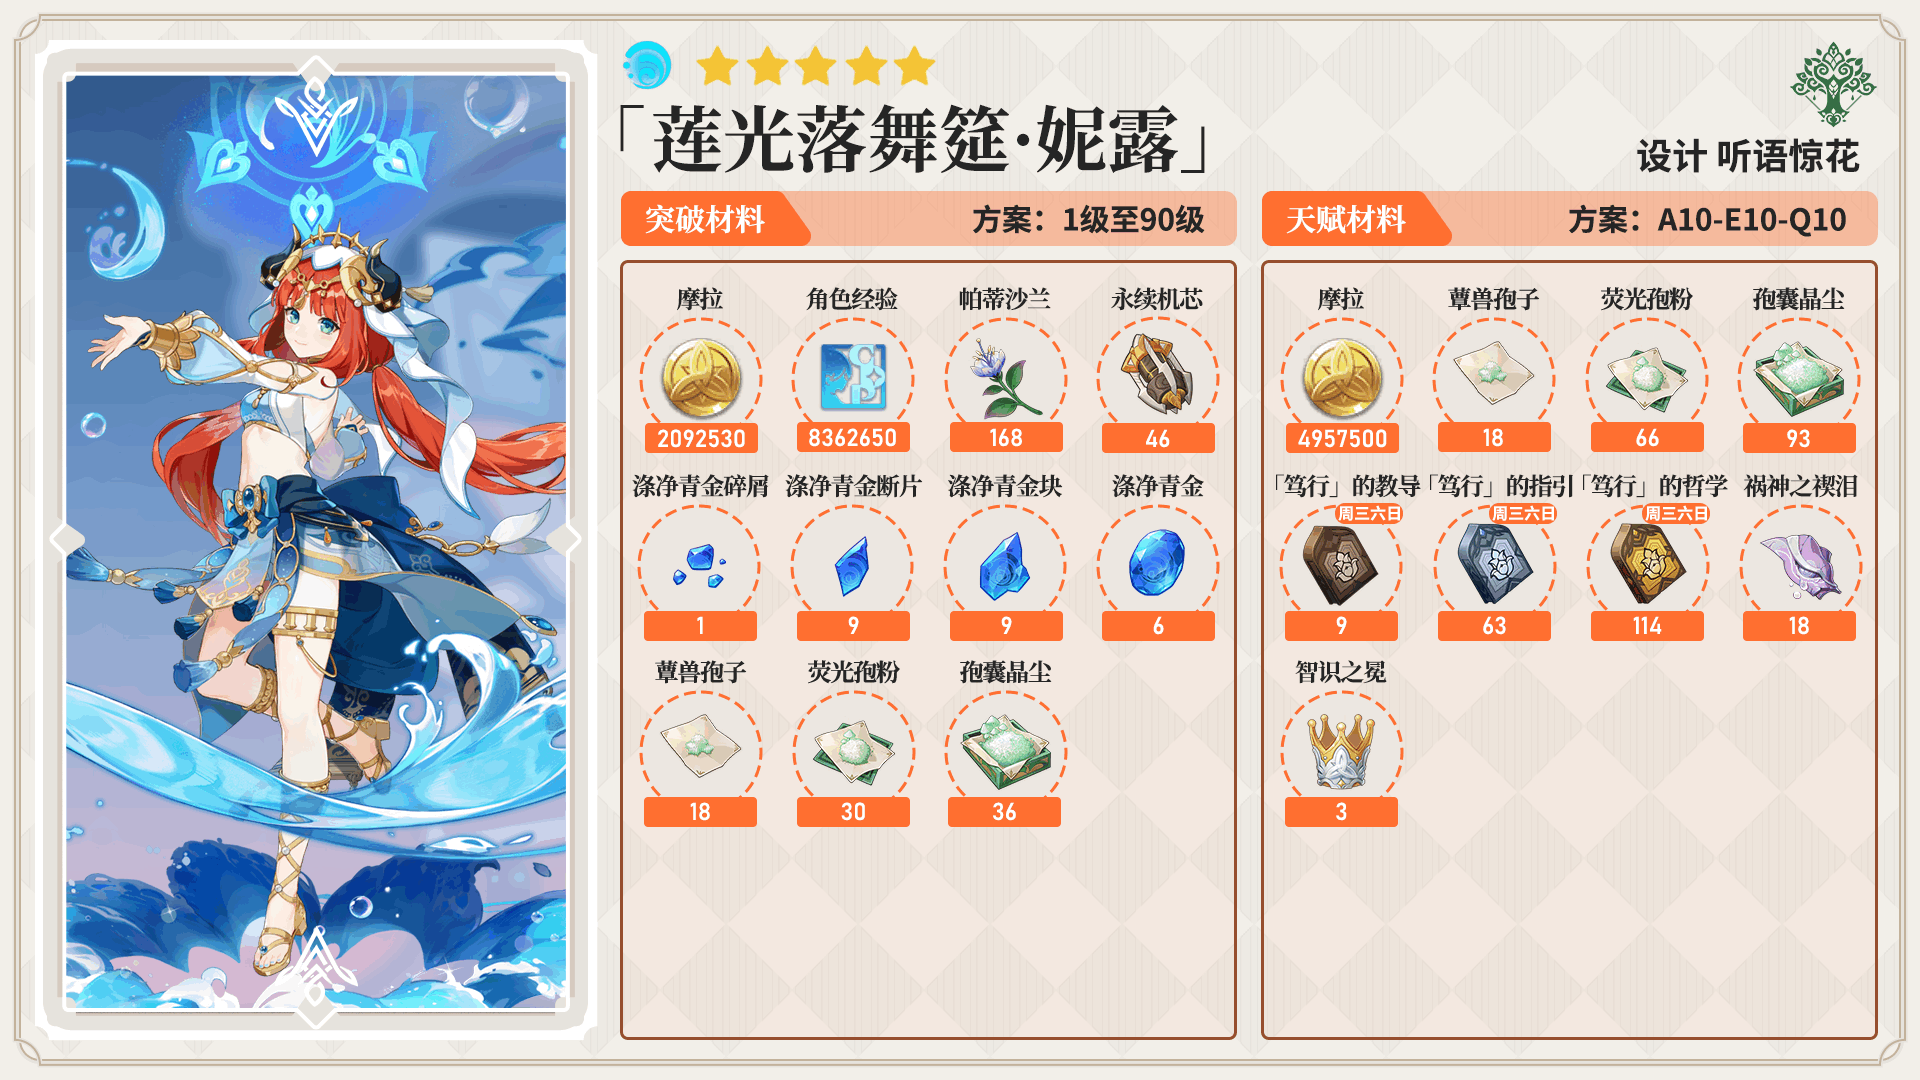 「莲光落舞筵·妮露」
设计 听语惊花
突破材料 方案：1级至90级
摩拉 角色经验 帕蒂沙兰 永续机芯
2092530 8362650 168 46
涤净青金碎屑 涤净青金断片 涤净青金块 涤净青金
1 9 9 6
蕈兽孢子 荧光孢粉 孢囊晶尘
18 30 36
天赋材料 方案：A10-E10-Q10
摩拉 蕈兽孢子 荧光孢粉 孢囊晶尘
4957500 18 66 93
「笃行」的教导 「笃行」的指引 「笃行」的哲学 祸神之禊泪
周三六日 周三六日 周三六日
9 63 114 18
智识之冕
3